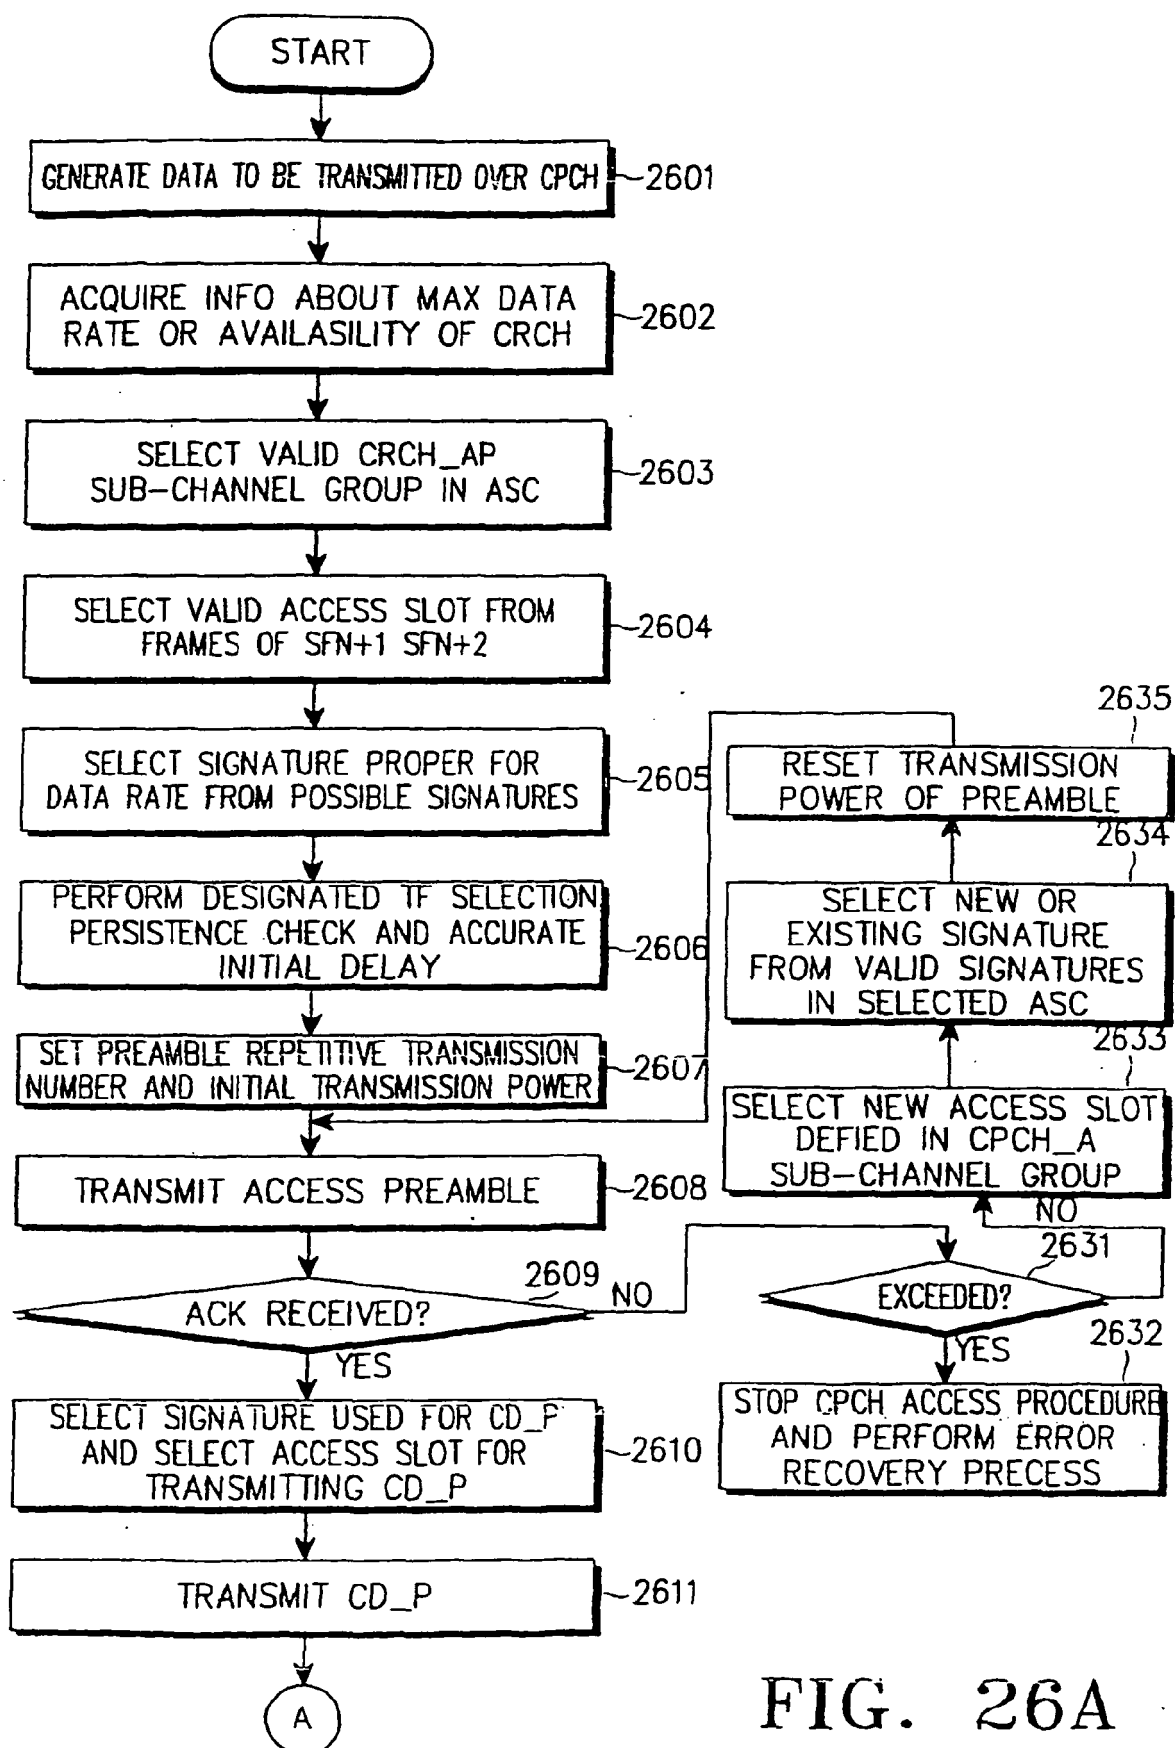 START
GENERATE DATA TO BE TRANSMITTED OVER CPCH
2601
ACQUIRE INFO ABOUT MAX DATA
RATE OR AVAILASILITY OF CRCH
2602
SELECT VALID CRCH_AP
SUB-CHANNEL GROUP IN ASC
2603
SELECT VALID ACCESS SLOT FROM
FRAMES OF SFN+1 SFN+2
2604
SELECT SIGNATURE PROPER FOR
DATA RATE FROM POSSIBLE SIGNATURES
2605
PERFORM DESIGNATED TF SELECTION,
PERSISTENCE CHECK AND ACCURATE
INITIAL DELAY
2606
SET PREAMBLE REPETITIVE TRANSMISSION
NUMBER AND INITIAL TRANSMISSION POWER
2607
TRANSMIT ACCESS PREAMBLE
2608
2609
ACK RECEIVED?
NO
YES
SELECT SIGNATURE USED FOR CD_P
AND SELECT ACCESS SLOT FOR
TRANSMITTING CD_P
2610
TRANSMIT CD_P
2611
A
2635
RESET TRANSMISSION
POWER OF PREAMBLE
2634
SELECT NEW OR
EXISTING SIGNATURE
FROM VALID SIGNATURES
IN SELECTED ASC
2633
SELECT NEW ACCESS SLOT
DEFIED IN CPCH_A
SUB-CHANNEL GROUP
NO
2631
EXCEEDED?
YES
2632
STOP CPCH ACCESS PROCEDURE
AND PERFORM ERROR
RECOVERY PRECESS
FIG. 26A